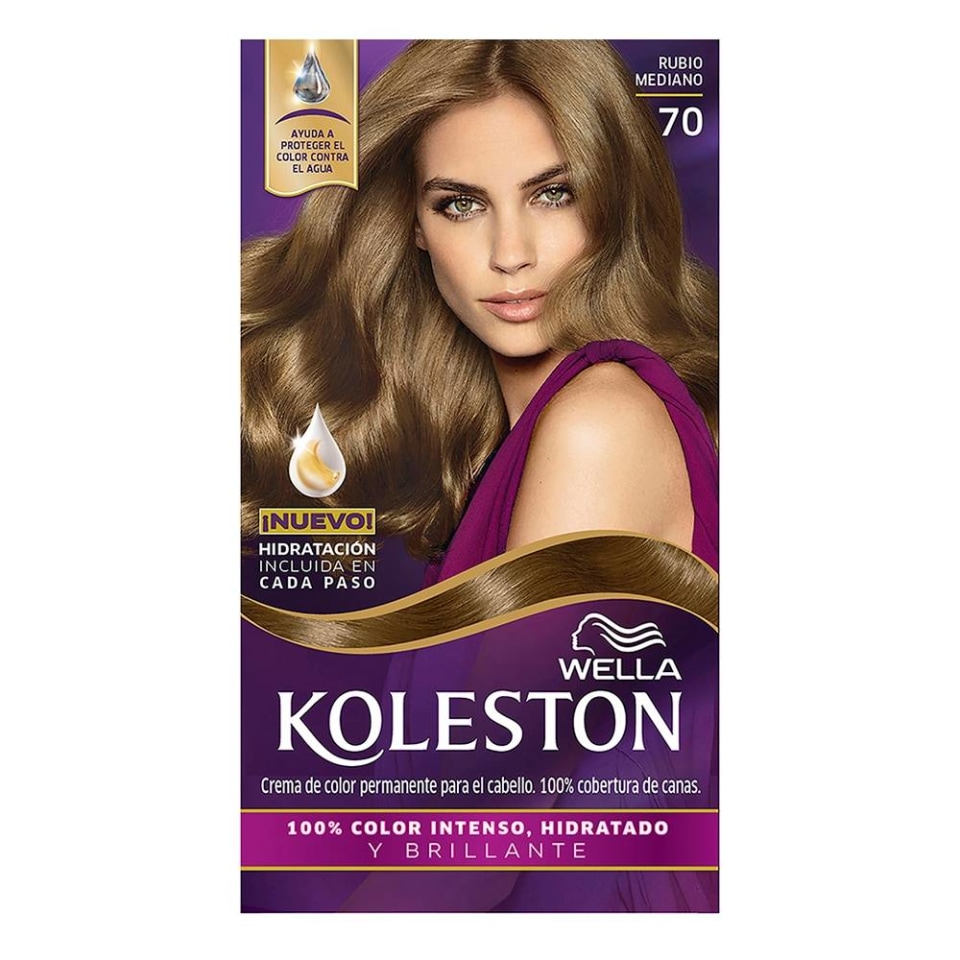 AYUDA A
PROTEGER EL
COLOR CONTRA
EL AGUA
RUBIO
MEDIANO
70
¡NUEVO!
HIDRATACIÓN
INCLUIDA EN
CADA PASO
WELLA
KOLESTON
Crema de color permanente para el cabello. 100% cobertura de canas.
100% COLOR INTENSO, HIDRATADO
Y BRILLANTE